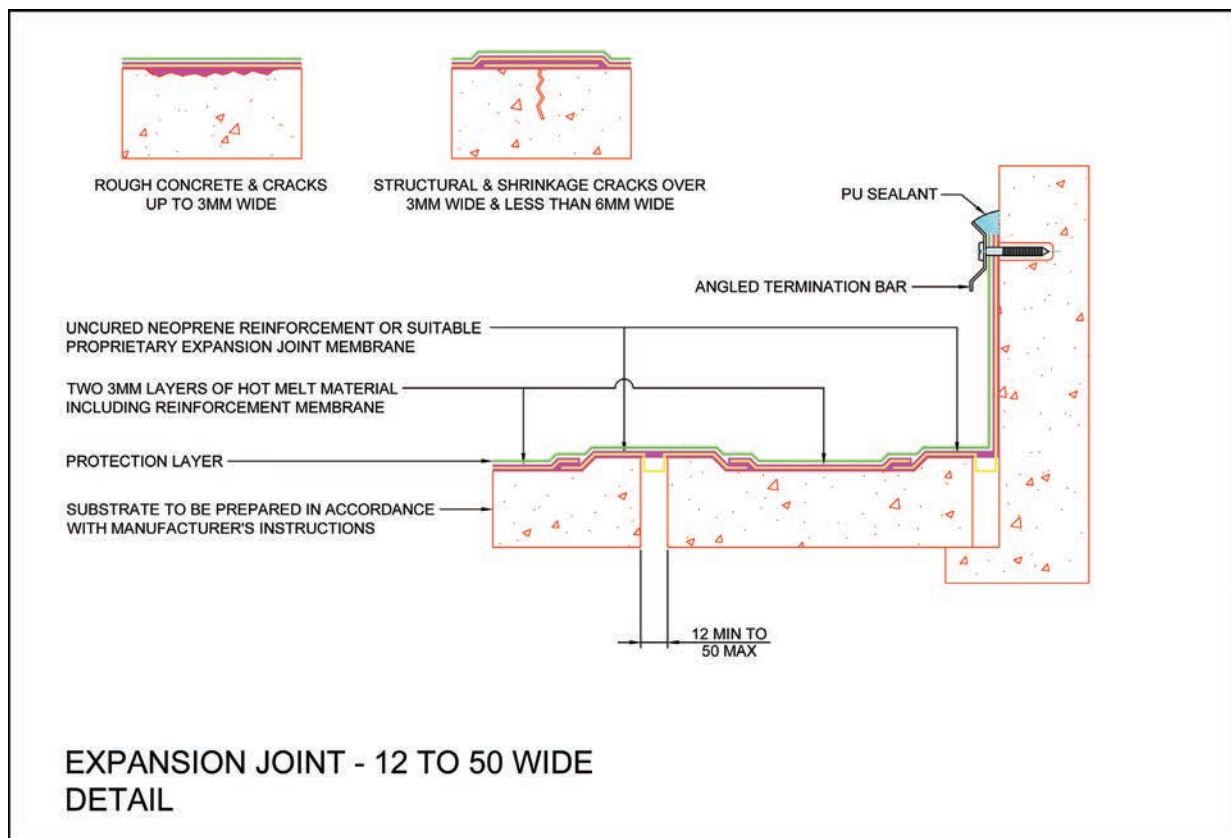 ROUGH CONCRETE & CRACKS
UP TO 3MM WIDE
STRUCTURAL & SHRINKAGE CRACKS OVER
3MM WIDE & LESS THAN 6MM WIDE
PU SEALANT
ANGLED TERMINATION BAR
UNCURED NEOPRENE REINFORCEMENT OR SUITABLE
PROPRIETARY EXPANSION JOINT MEMBRANE
TWO 3MM LAYERS OF HOT MELT MATERIAL
INCLUDING REINFORCEMENT MEMBRANE
PROTECTION LAYER
SUBSTRATE TO BE PREPARED IN ACCORDANCE
WITH MANUFACTURER'S INSTRUCTIONS
12 MIN TO
50 MAX
EXPANSION JOINT - 12 TO 50 WIDE
DETAIL